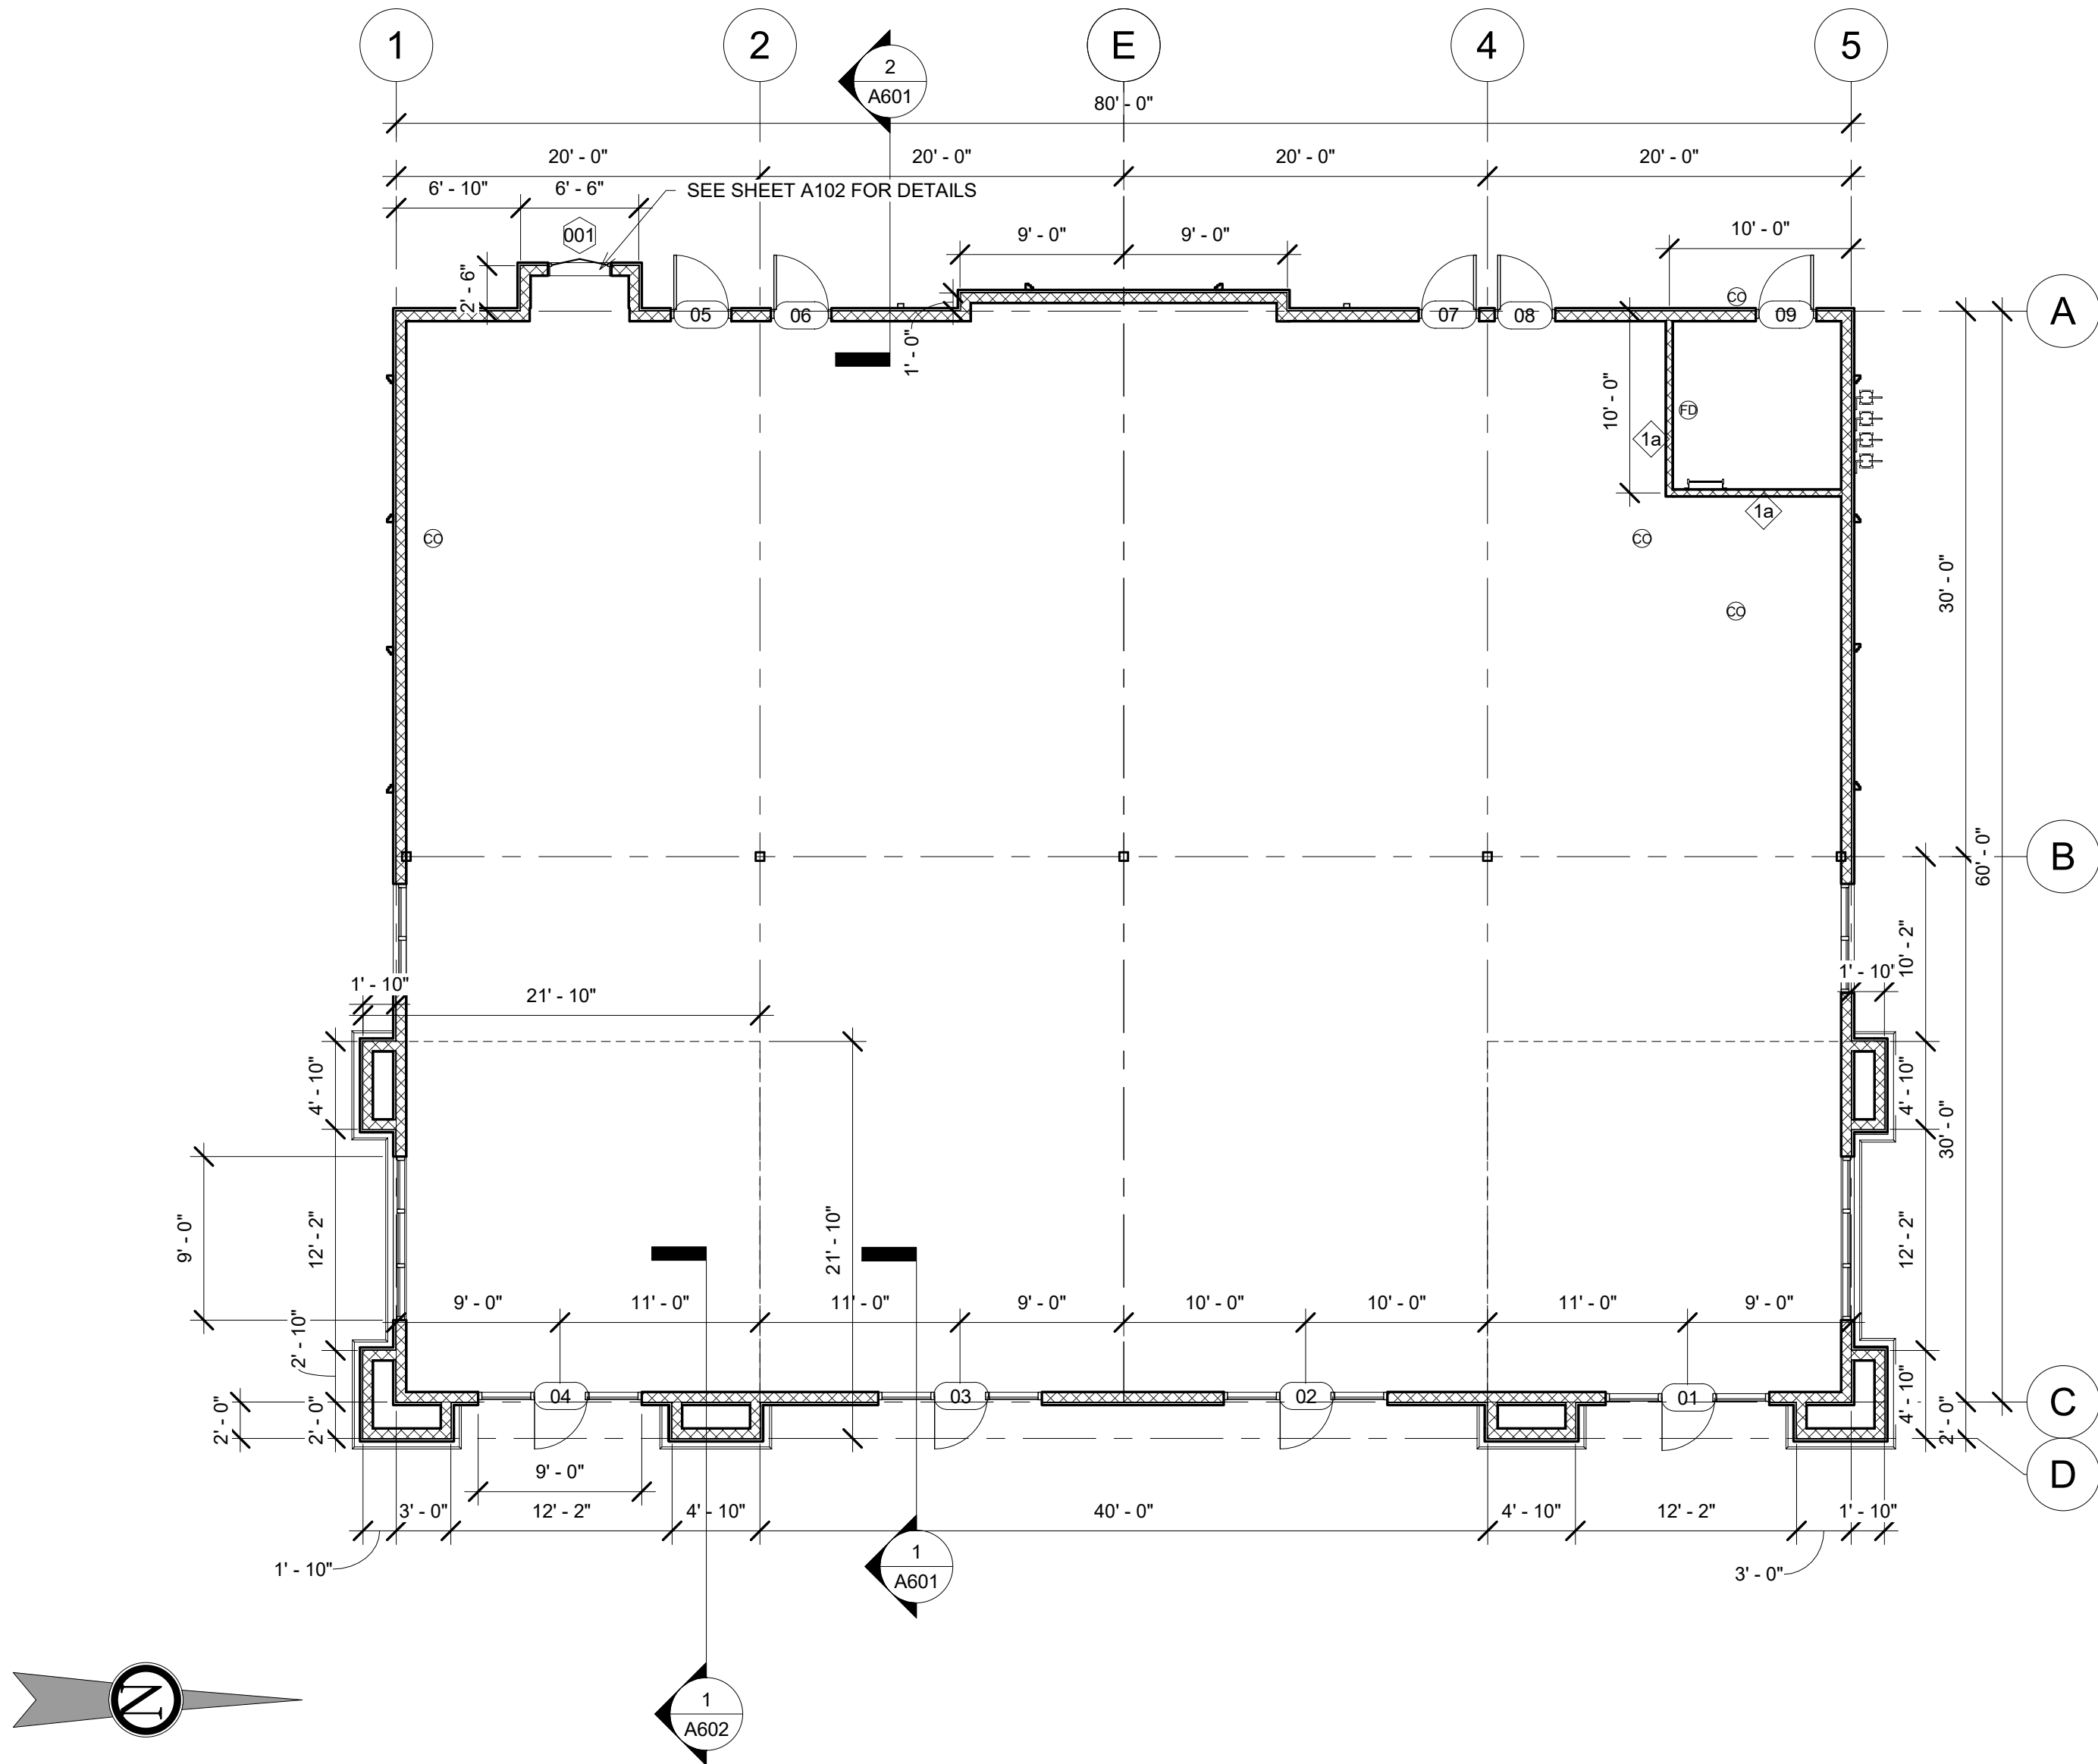 1
2
E
4
5
2
A601
80' - 0"
20' - 0"
20' - 0"
20' - 0"
20' - 0"
6' - 10"
6' - 6"
SEE SHEET A102 FOR DETAILS
001
9' - 0"
9' - 0"
10' - 0"
2' - 6"
CO
A
05
06
07
08
09
1' - 0"
10' - 0"
FD
1a
1a
CO
CO
CO
30' - 0"
B
60' - 0"
10' - 2"
1' - 10"
1' - 10'
21' - 10"
4' - 10"
4' - 10"
30' - 0"
9' - 0"
12' - 2"
21' - 10"
12' - 2"
9' - 0"
11' - 0"
11' - 0"
9' - 0"
10' - 0"
10' - 0"
11' - 0"
9' - 0"
2' - 10"
04
03
02
01
C
2' - 0"
2' - 0"
4' - 10"
2' - 0"
D
9' - 0"
3' - 0"
12' - 2"
4' - 10"
40' - 0"
4' - 10"
12' - 2"
1' - 10"
1' - 10"
1
A601
3' - 0"
N
1
A602